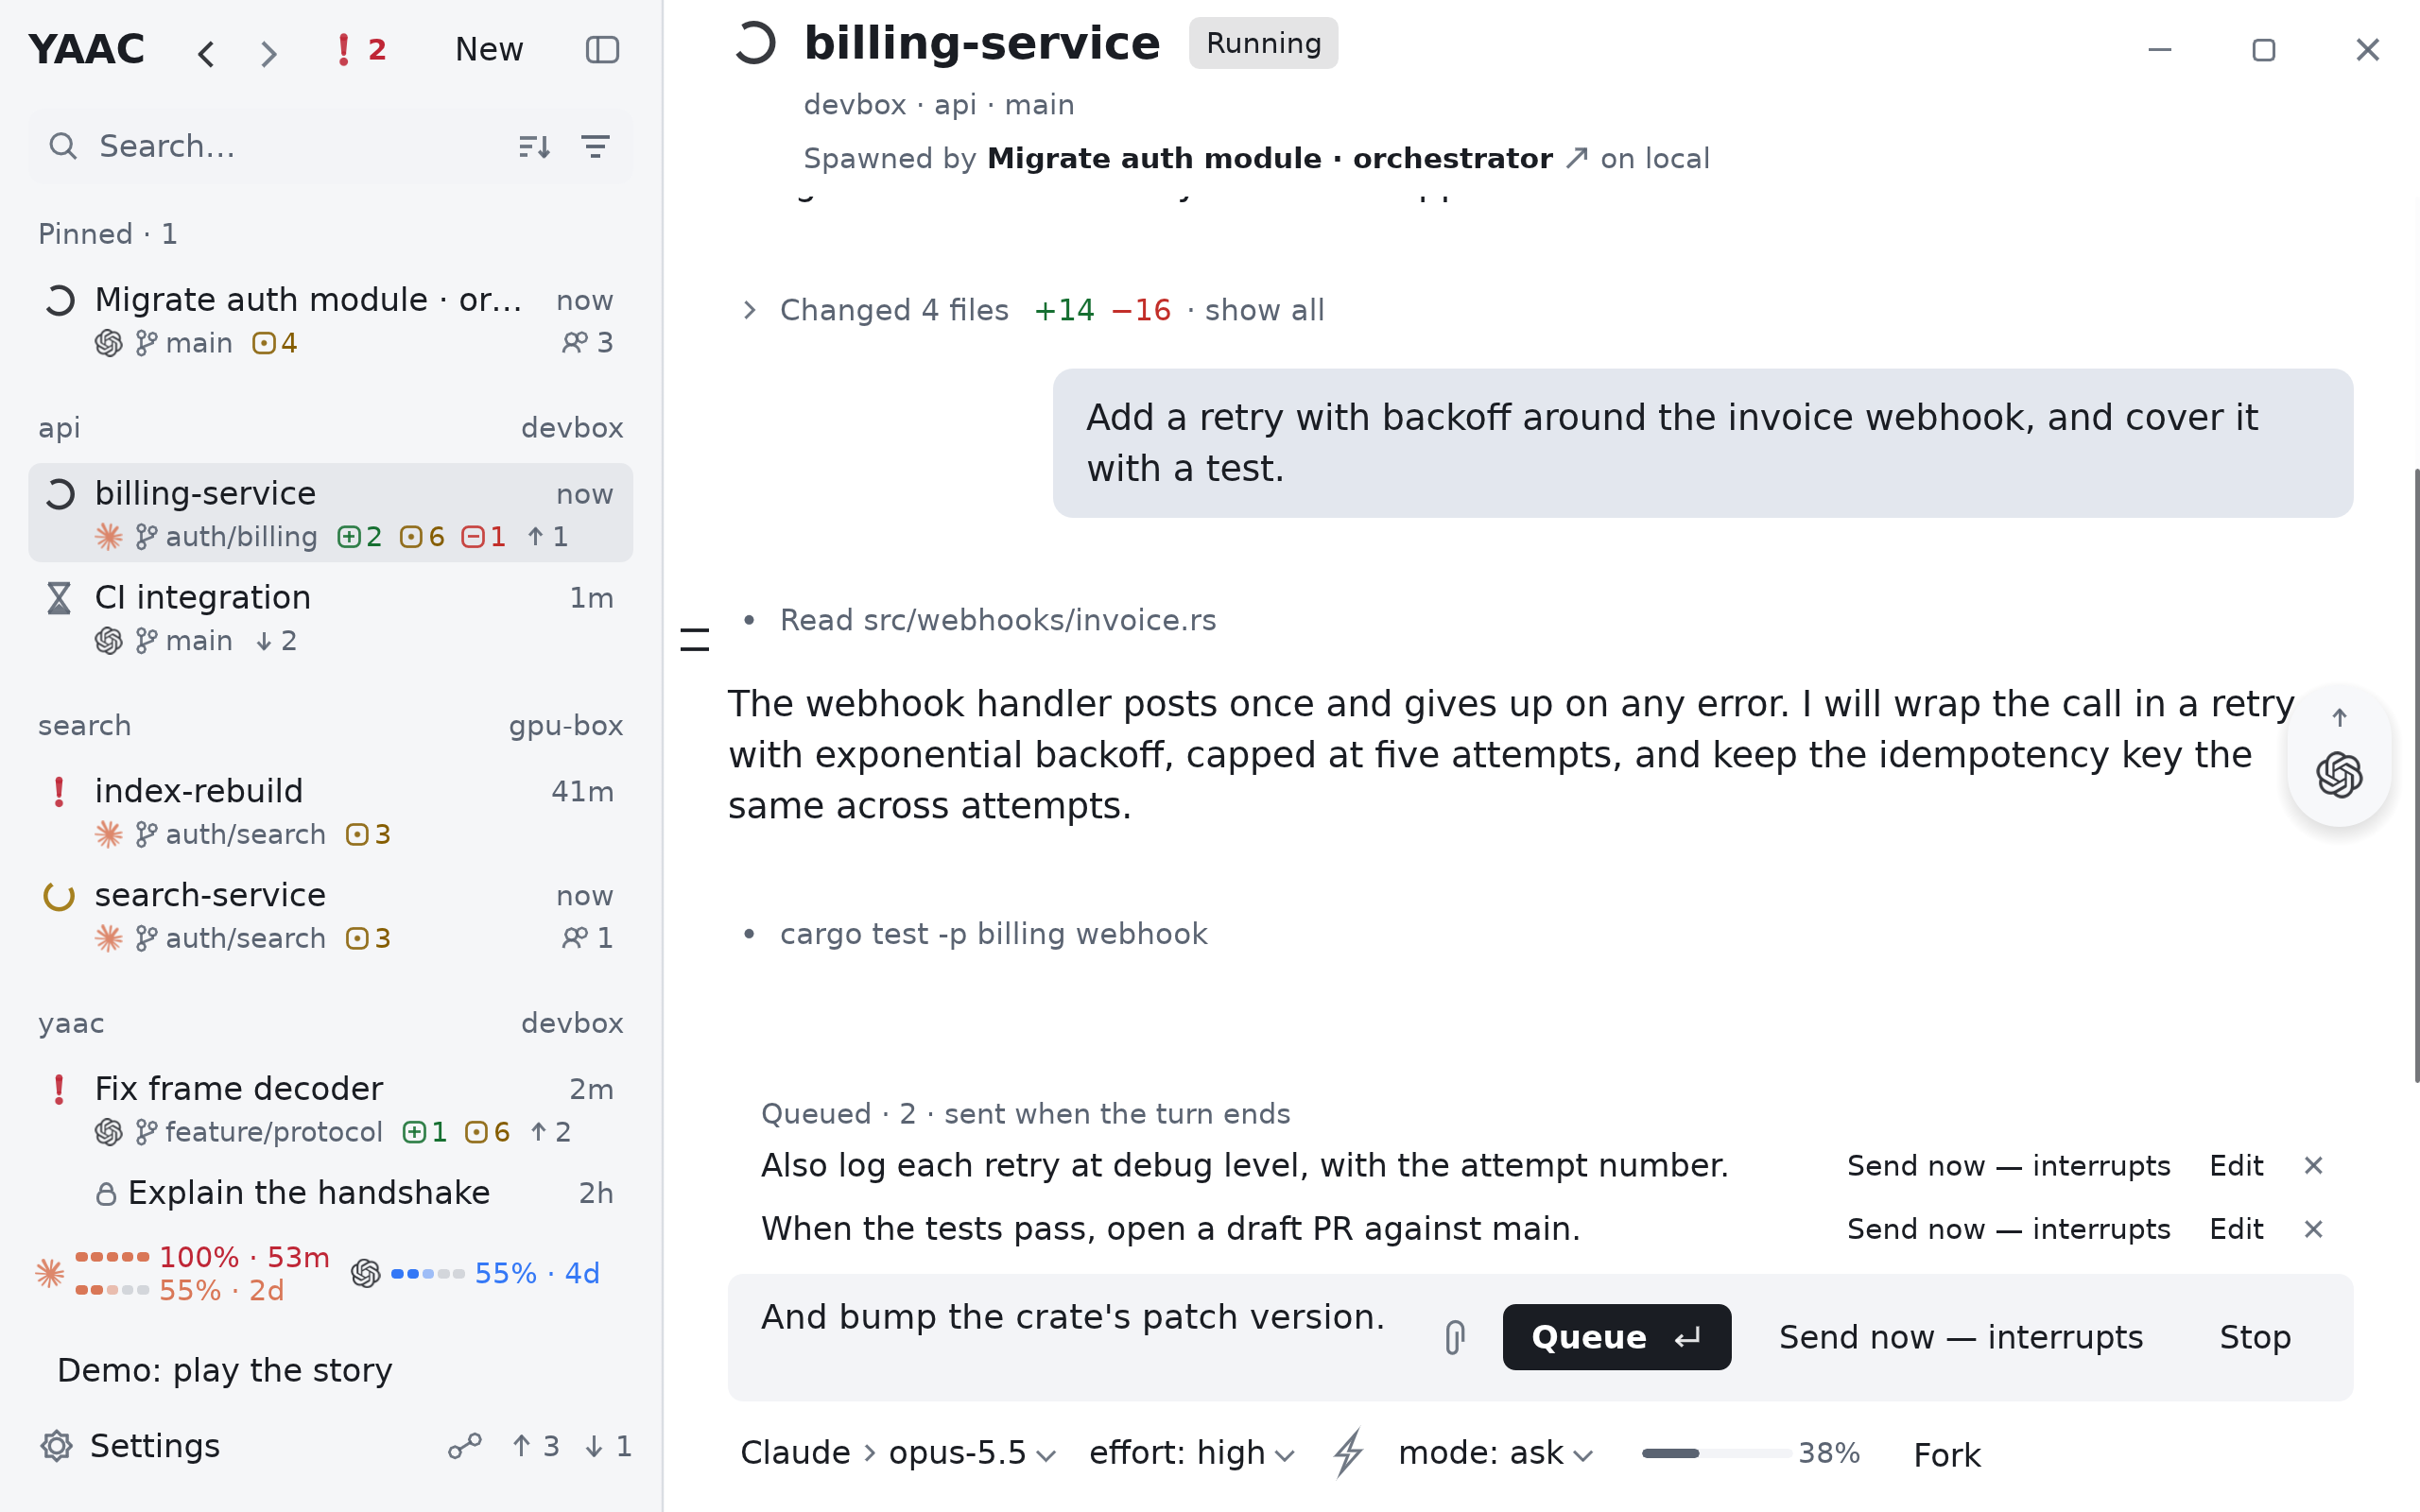 YAAC
2
New
Search...
Pinned · 1
Migrate auth module · or... now
main 4 3
api devbox
billing-service now
auth/billing 2 6 1 ↑ 1
CI integration 1m
main ↓ 2
search gpu-box
index-rebuild 41m
auth/search 3
search-service now
auth/search 3 1
yaac devbox
Fix frame decoder 2m
feature/protocol 1 6 ↑ 2
Explain the handshake 2h
100% · 53m
55% · 2d
55% · 4d
Demo: play the story
Settings ↑ 3 ↓ 1
billing-service Running
devbox · api · main
Spawned by Migrate auth module · orchestrator ↗ on local
Changed 4 files +14 −16 · show all
Add a retry with backoff around the invoice webhook, and cover it
with a test.
• Read src/webhooks/invoice.rs
The webhook handler posts once and gives up on any error. I will wrap the call in a retry
with exponential backoff, capped at five attempts, and keep the idempotency key the
same across attempts.
• cargo test -p billing webhook
Queued · 2 · sent when the turn ends
Also log each retry at debug level, with the attempt number. Send now — interrupts Edit ×
When the tests pass, open a draft PR against main. Send now — interrupts Edit ×
And bump the crate's patch version. Queue Send now — interrupts Stop
Claude > opus-5.5 effort: high mode: ask 38% Fork